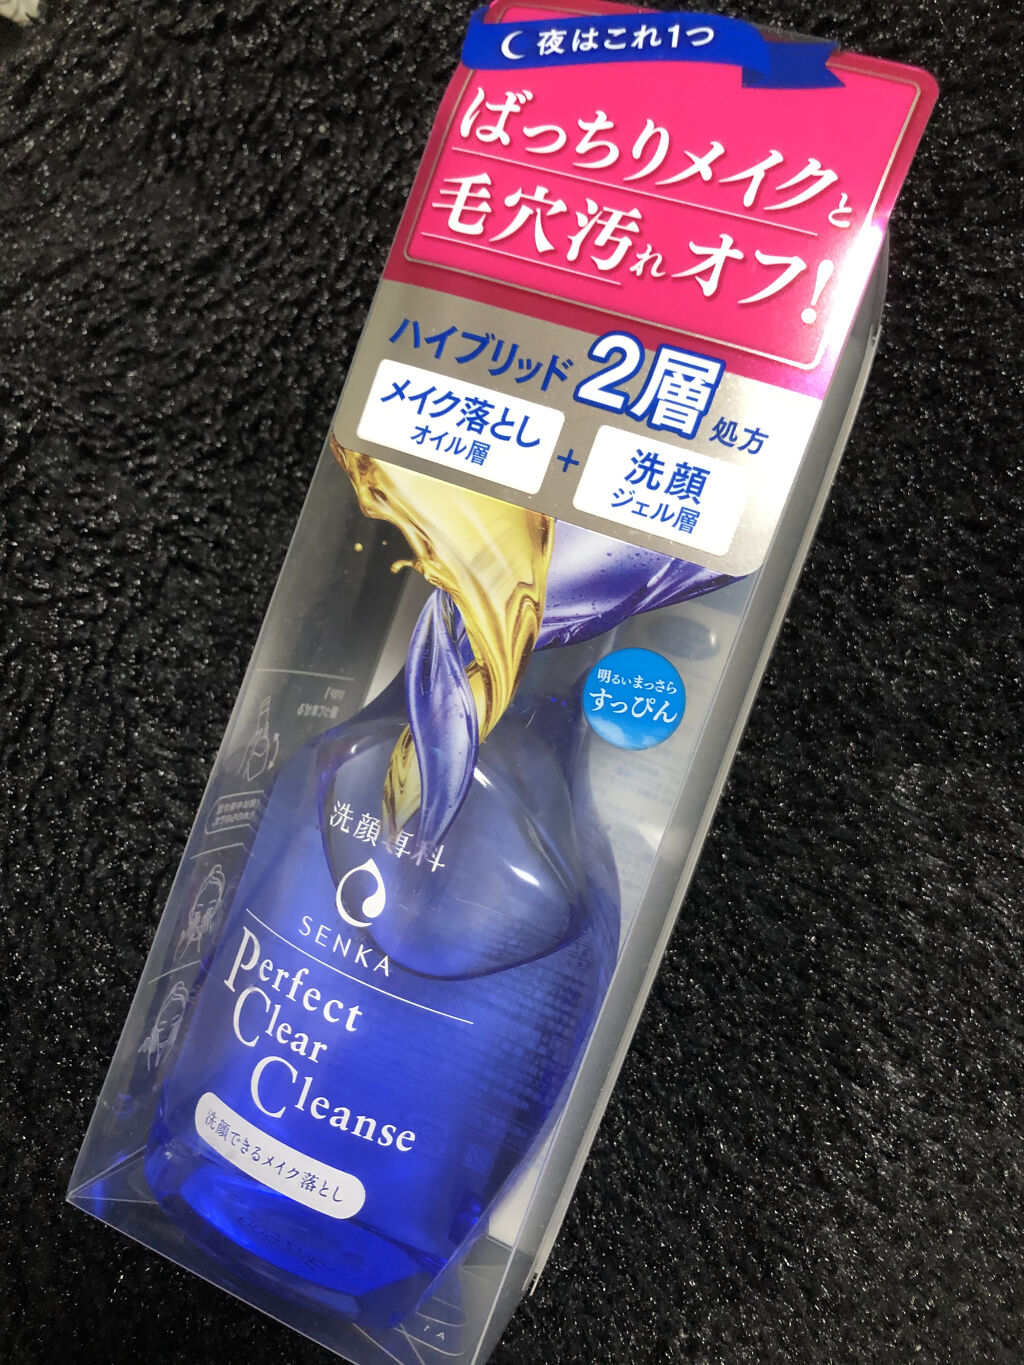 夜はこれ1つ
ばっちりメイクと
毛穴汚れオフ!
ハイブリッド2層処方
メイク落とし
オイル層
+
洗顔
ジェル層
明るいまっさら
すっぴん
洗顔専科
SENKA
Perfect
Clear
Cleanse
洗顔できるメイク落とし